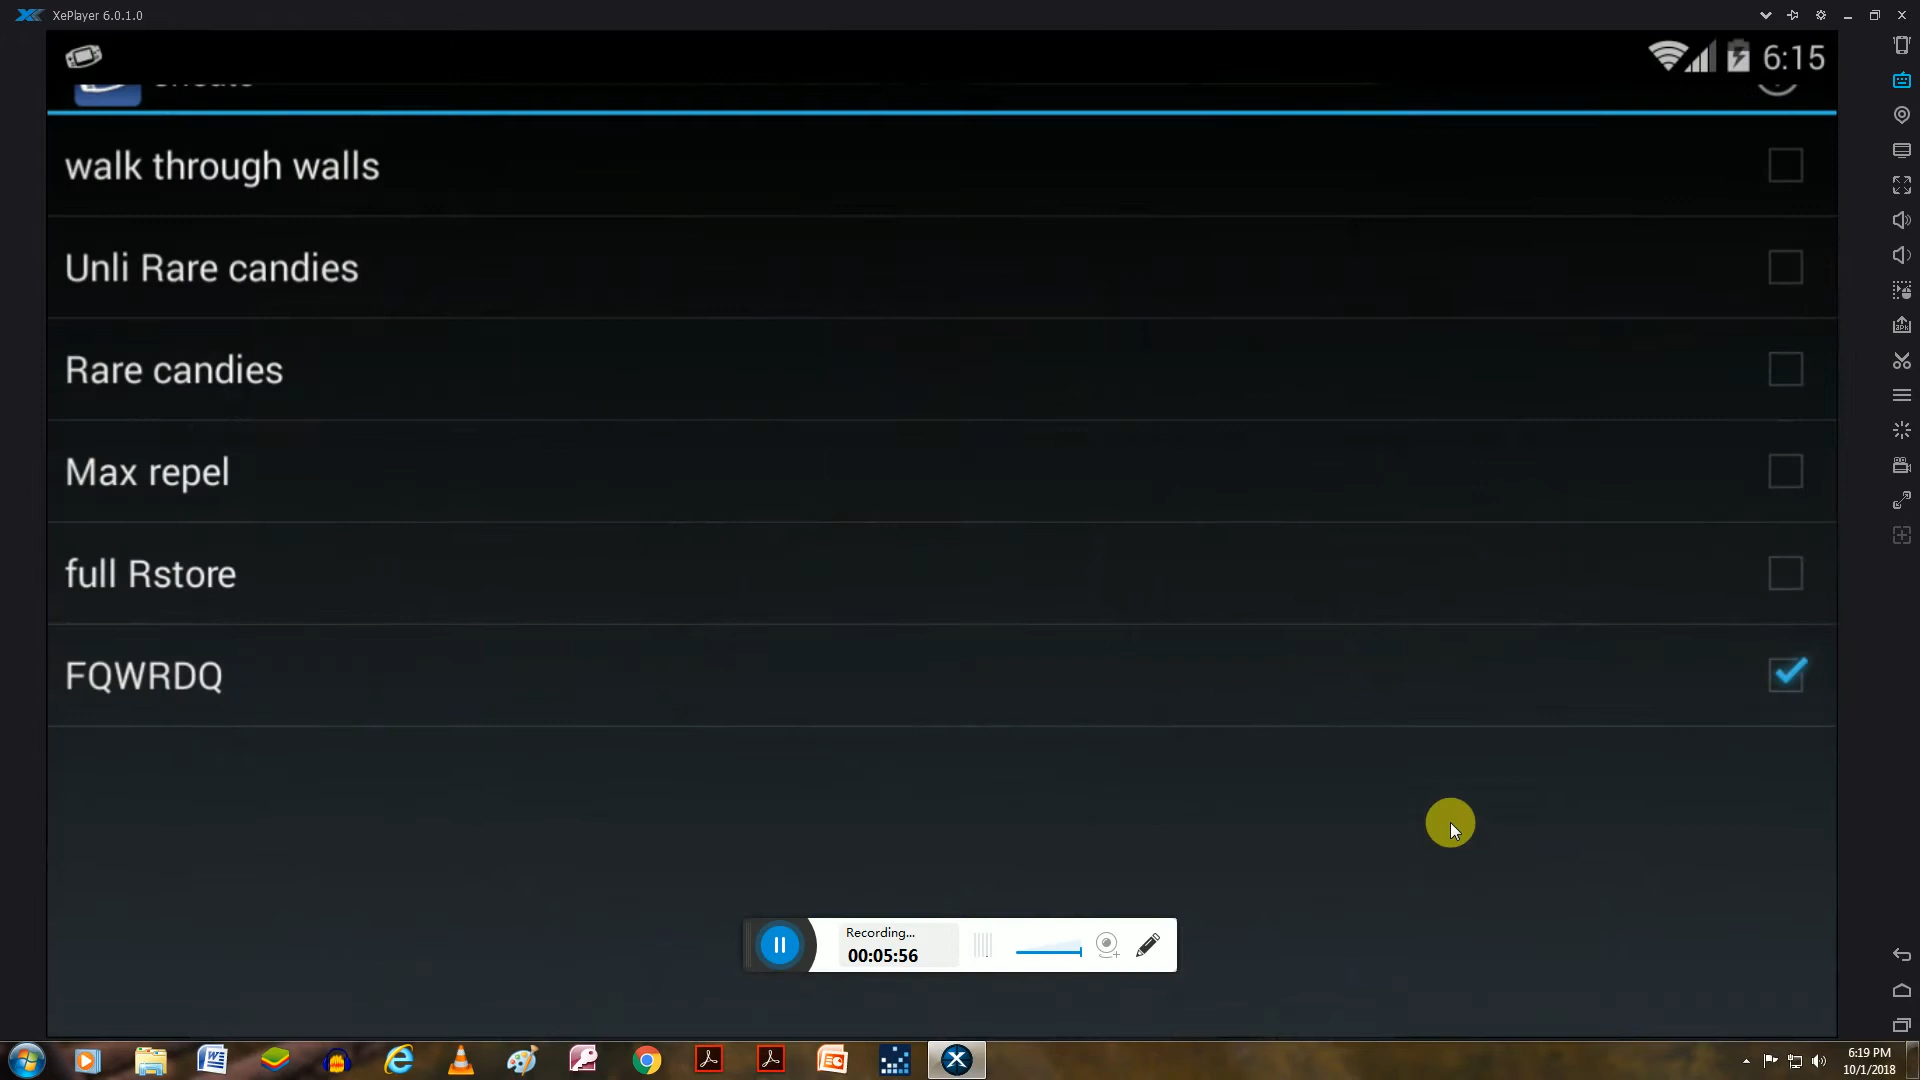 XePlayer 6.0.1.0
6:15
walk through walls
Unli Rare candies
Rare candies
Max repel
full Rstore
FQWRDQ
Recording...
00:05:56
6:19 PM
10/1/2018